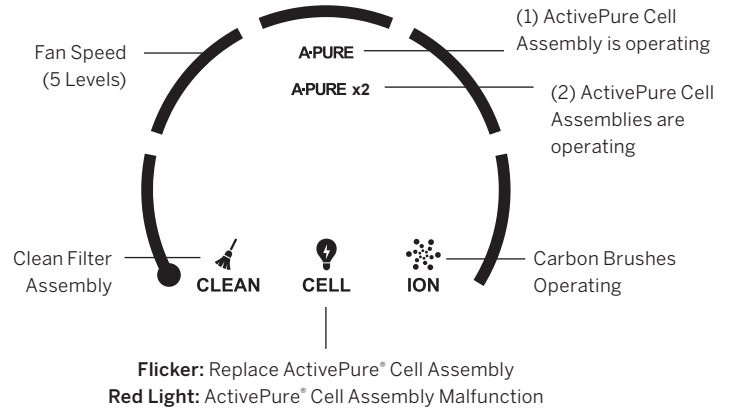 (1) ActivePure Cell
Assembly is operating
Fan Speed
(5 Levels)
A•PURE
A•PURE x2
(2) ActivePure Cell
Assemblies are
operating
Clean Filter
Assembly
CLEAN
CELL
ION
Carbon Brushes
Operating
Flicker: Replace ActivePure® Cell Assembly
Red Light: ActivePure® Cell Assembly Malfunction